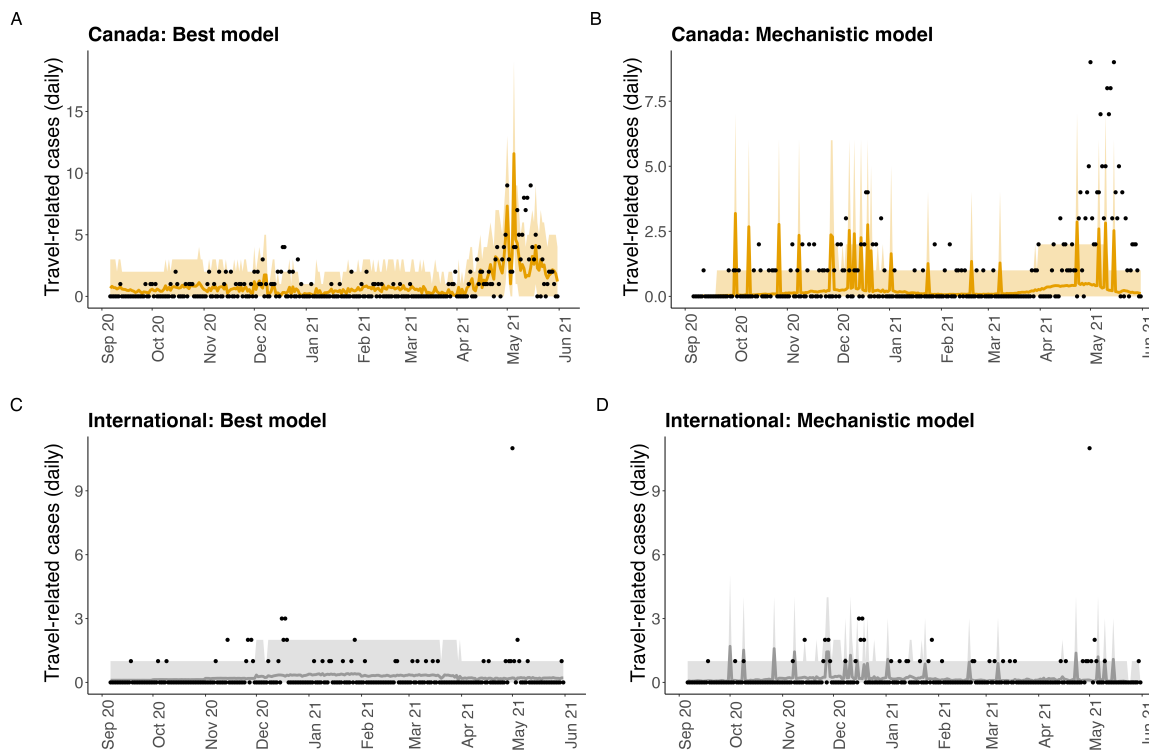 A
Canada: Best model
Travel-related cases (daily)
15
10
5
0
Sep 20
Oct 20
Nov 20
Dec 20
Jan 21
Feb 21
Mar 21
Apr 21
May 21
Jun 21
B
Canada: Mechanistic model
Travel-related cases (daily)
7.5
5.0
2.5
0.0
Sep 20
Oct 20
Nov 20
Dec 20
Jan 21
Feb 21
Mar 21
Apr 21
May 21
Jun 21
C
International: Best model
Travel-related cases (daily)
9
6
3
0
Sep 20
Oct 20
Nov 20
Dec 20
Jan 21
Feb 21
Mar 21
Apr 21
May 21
Jun 21
D
International: Mechanistic model
Travel-related cases (daily)
9
6
3
0
Sep 20
Oct 20
Nov 20
Dec 20
Jan 21
Feb 21
Mar 21
Apr 21
May 21
Jun 21